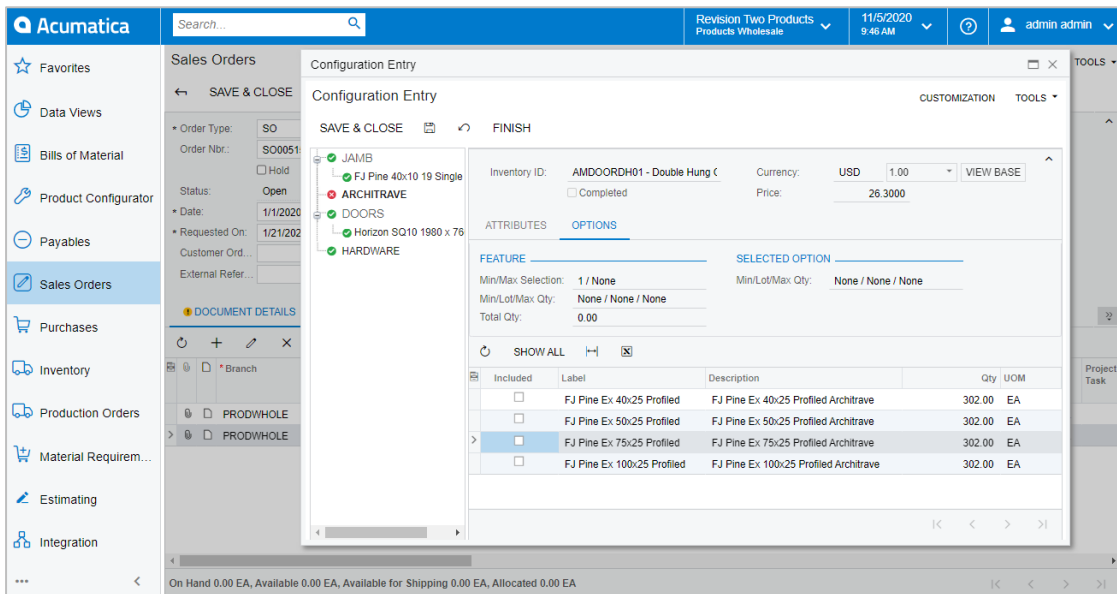 Acumatica
Search...
Revision Two Products
Products Wholesale
11/5/2020
9:46 AM
admin admin
Favorites
Data Views
Bills of Material
Product Configurator
Payables
Sales Orders
Purchases
Inventory
Production Orders
Material Requirem...
Estimating
Integration
Sales Orders
SAVE & CLOSE
TOOLS
* Order Type: SO
Order Nbr.: SO0051
Hold
Status: Open
* Date: 1/1/2020
* Requested On: 1/21/202
Customer Ord...
External Refer...
DOCUMENT DETAILS
* Branch
Project
Task
PRODWHOLE
PRODWHOLE
Configuration Entry
Configuration Entry
CUSTOMIZATION TOOLS
SAVE & CLOSE FINISH
JAMB
FJ Pine 40x10 19 Single
ARCHITRAVE
DOORS
Horizon SQ10 1980 x 76
HARDWARE
Inventory ID: AMDOORDH01 - Double Hung Currency: USD 1.00 VIEW BASE
Completed Price: 26.3000
ATTRIBUTES OPTIONS
FEATURE SELECTED OPTION
Min/Max Selection: 1 / None Min/Lot/Max Qty: None / None / None
Min/Lot/Max Qty: None / None / None
Total Qty: 0.00
SHOW ALL
Included Label Description Qty UOM
FJ Pine Ex 40x25 Profiled FJ Pine Ex 40x25 Profiled Architrave 302.00 EA
FJ Pine Ex 50x25 Profiled FJ Pine Ex 50x25 Profiled Architrave 302.00 EA
FJ Pine Ex 75x25 Profiled FJ Pine Ex 75x25 Profiled Architrave 302.00 EA
FJ Pine Ex 100x25 Profiled FJ Pine Ex 100x25 Profiled Architrave 302.00 EA
On Hand 0.00 EA, Available 0.00 EA, Available for Shipping 0.00 EA, Allocated 0.00 EA